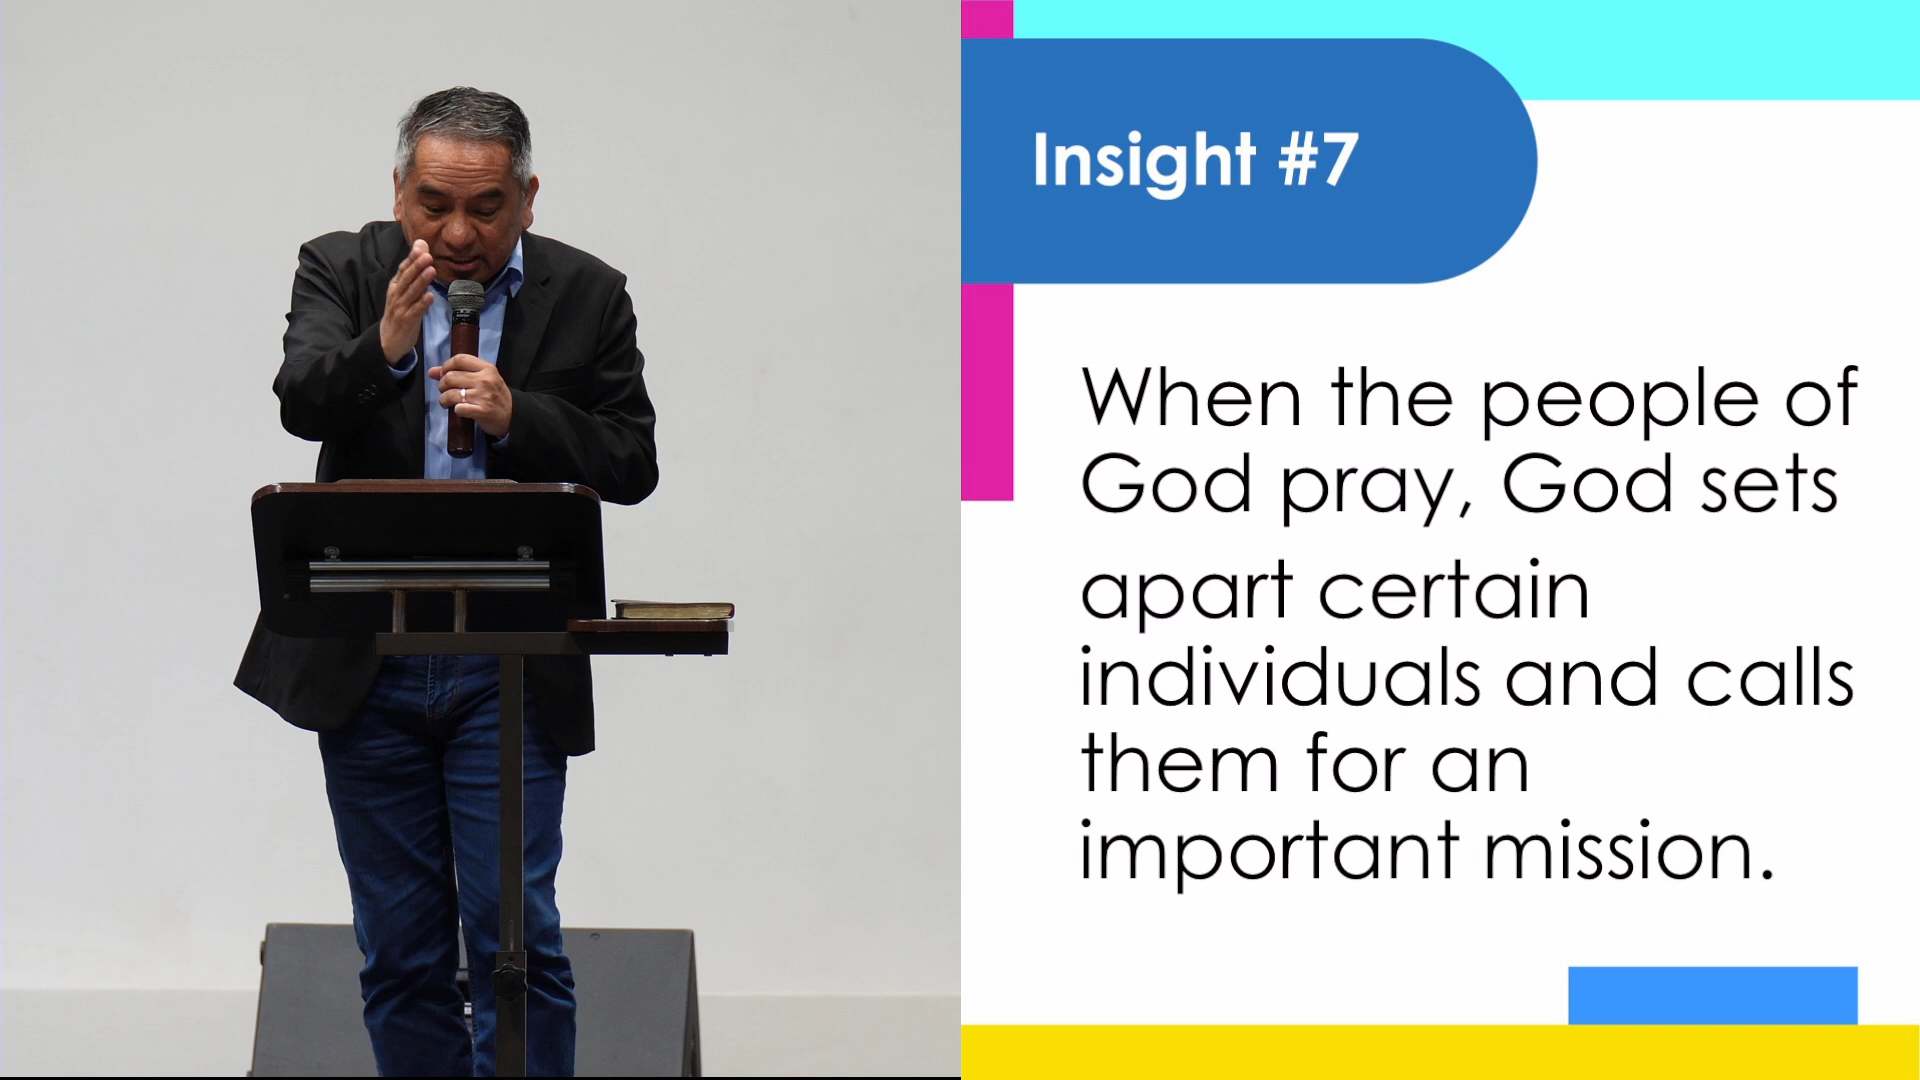 Insight #7
When the people of
God pray, God sets
apart certain
individuals and calls
them for an
important mission.